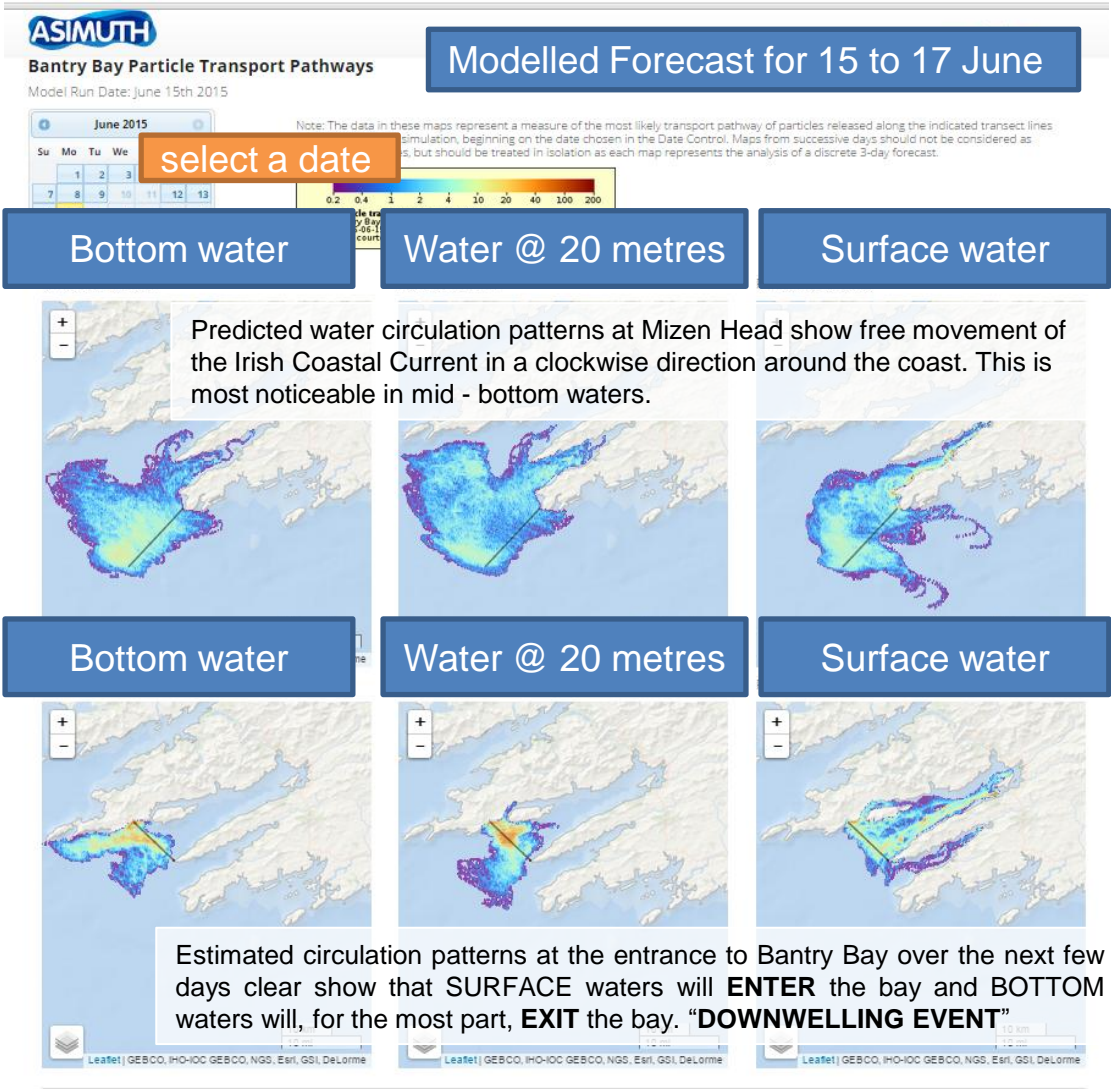 ASIMUTH
Bantry Bay Particle Transport Pathways
Modelled Forecast for 15 to 17 June
Model Run Date: June 15th 2015
June 2015
Note: The data in these maps represent a measure of the most likely transport pathway of particles released along the indicated transect lines
simulation, beginning on the date chosen in the Date Control. Maps from successive days should not be considered as
but should be treated in isolation as each map represents the analysis of a discrete 3-day forecast.
Su Mo Tu We
select a date
1 2 3
7 8 9 10 11 12 13
0.2 0.4 1 2 4 10 20 40 100 200
Bottom water
Water @ 20 metres
Surface water
+
−
Predicted water circulation patterns at Mizen Head show free movement of
the Irish Coastal Current in a clockwise direction around the coast. This is
most noticeable in mid - bottom waters.
Bottom water
Water @ 20 metres
Surface water
+
−
+
−
+
−
Estimated circulation patterns at the entrance to Bantry Bay over the next few
days clear show that SURFACE waters will ENTER the bay and BOTTOM
waters will, for the most part, EXIT the bay. “DOWNWELLING EVENT”
10 km
10 mi
Leaflet | GEBCO, IHO-IOC GEBCO, NGS, Esri, GSI, DeLorme
Leaflet | GEBCO, IHO-IOC GEBCO, NGS, Esri, GSI, DeLorme
Leaflet | GEBCO, IHO-IOC GEBCO, NGS, Esri, GSI, DeLorme